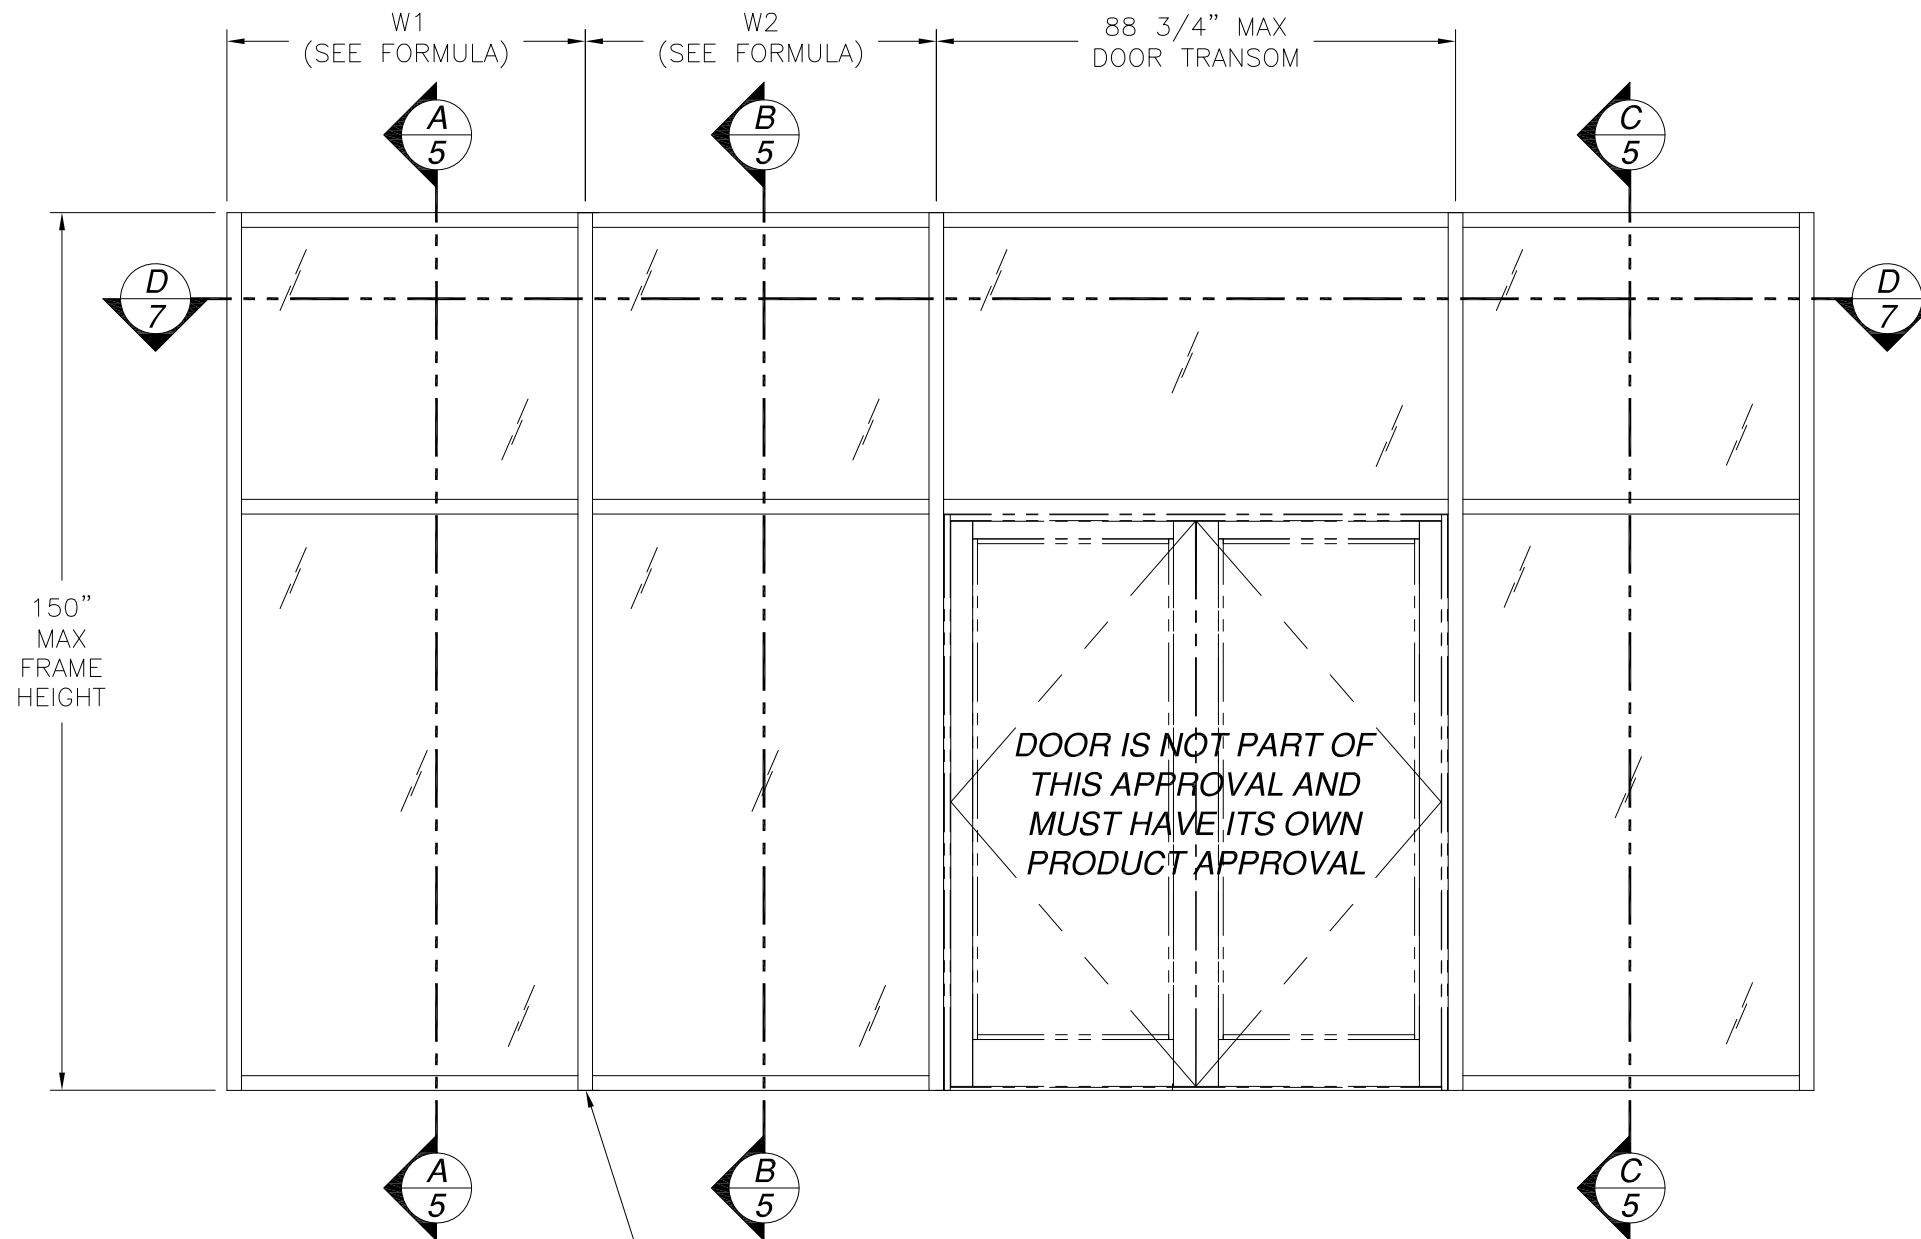 W1
(SEE FORMULA)
W2
(SEE FORMULA)
88 3/4” MAX
DOOR TRANSOM
A
5
B
5
C
5
D
7
D
7
150”
MAX
FRAME
HEIGHT
DOOR IS NOT PART OF
THIS APPROVAL AND
MUST HAVE ITS OWN
PRODUCT APPROVAL
A
5
B
5
C
5